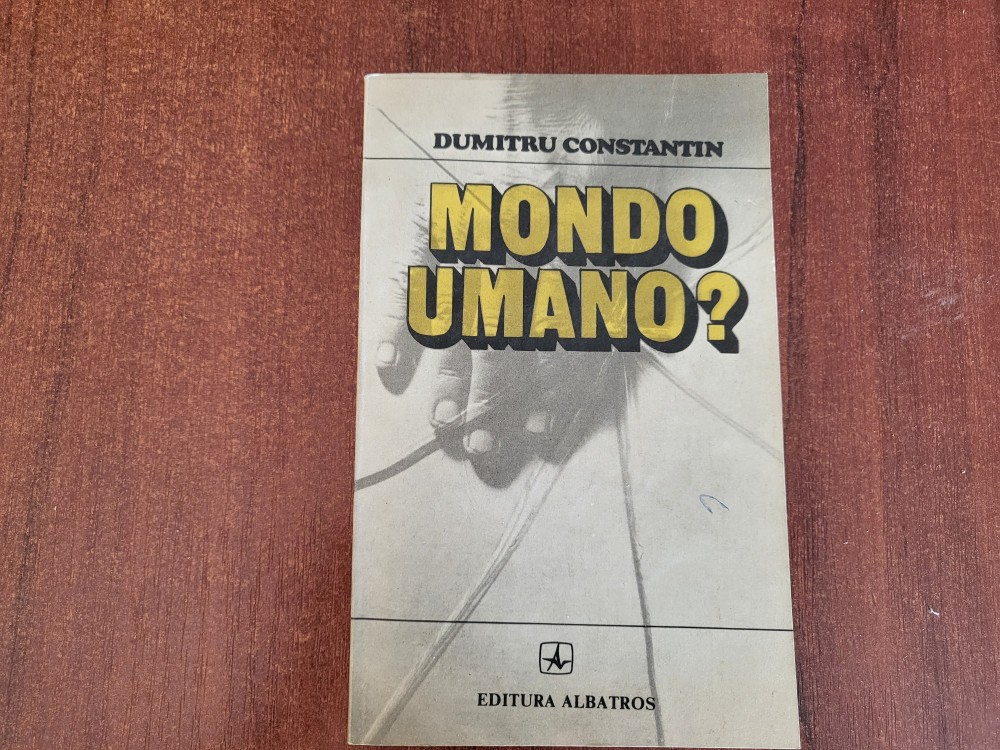 DUMITRU CONSTANTIN
MONDO
UMANO?
EDITURA ALBATROS